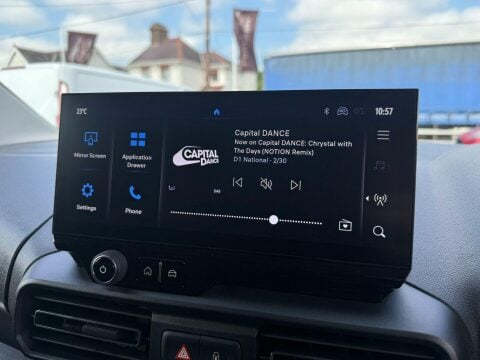 23°C
10:57
Mirror Screen
Application
Drawer
Settings
Phone
CAPITAL
DANCE
Capital DANCE
Now on Capital DANCE: Chrystal with
The Days (NOTION Remix)
D1 National · 2/30
DAB